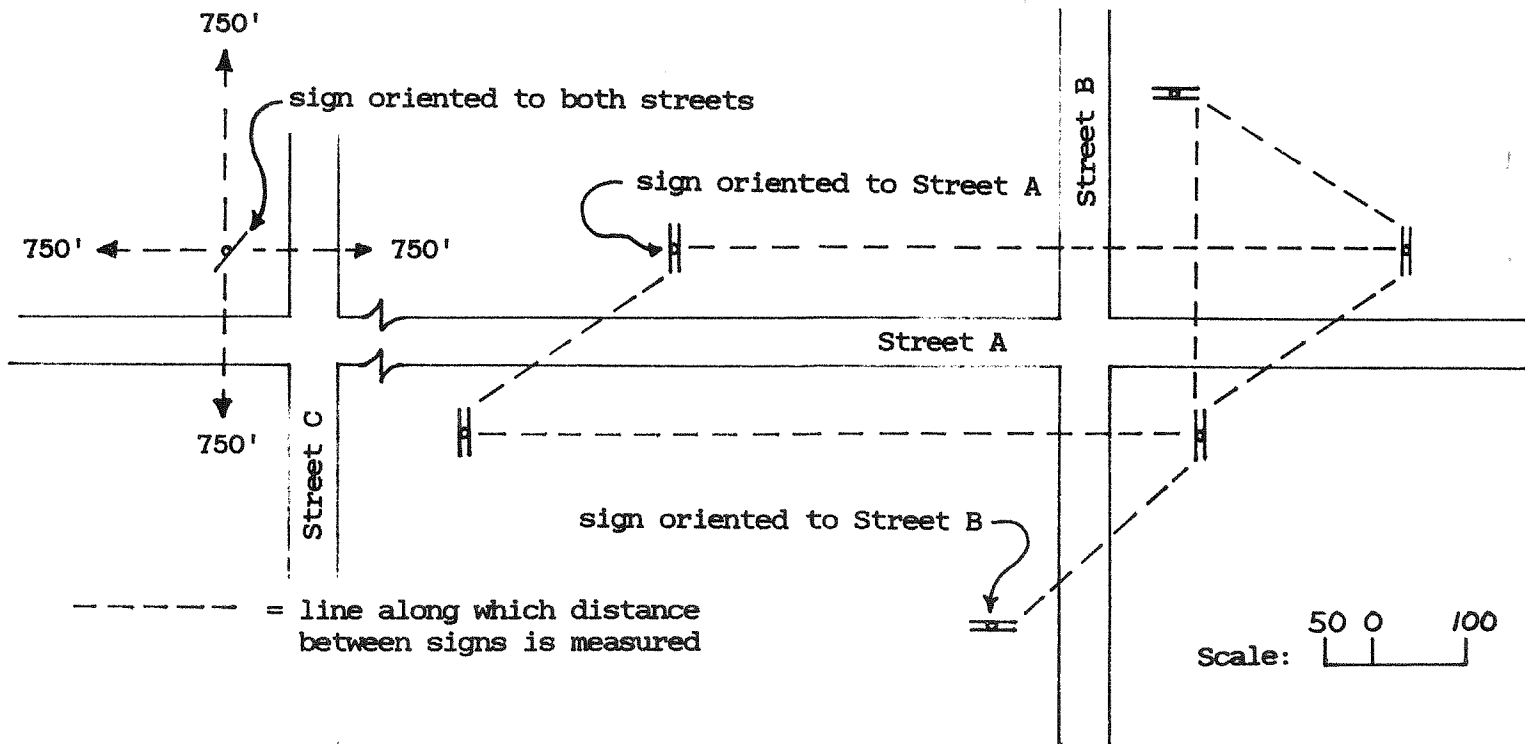 750'
sign oriented to both streets
Street B
sign oriented to Street A
750'
750'
Street A
750'
Street C
sign oriented to Street B
= line along which distance
between signs is measured
50 0 100
Scale: